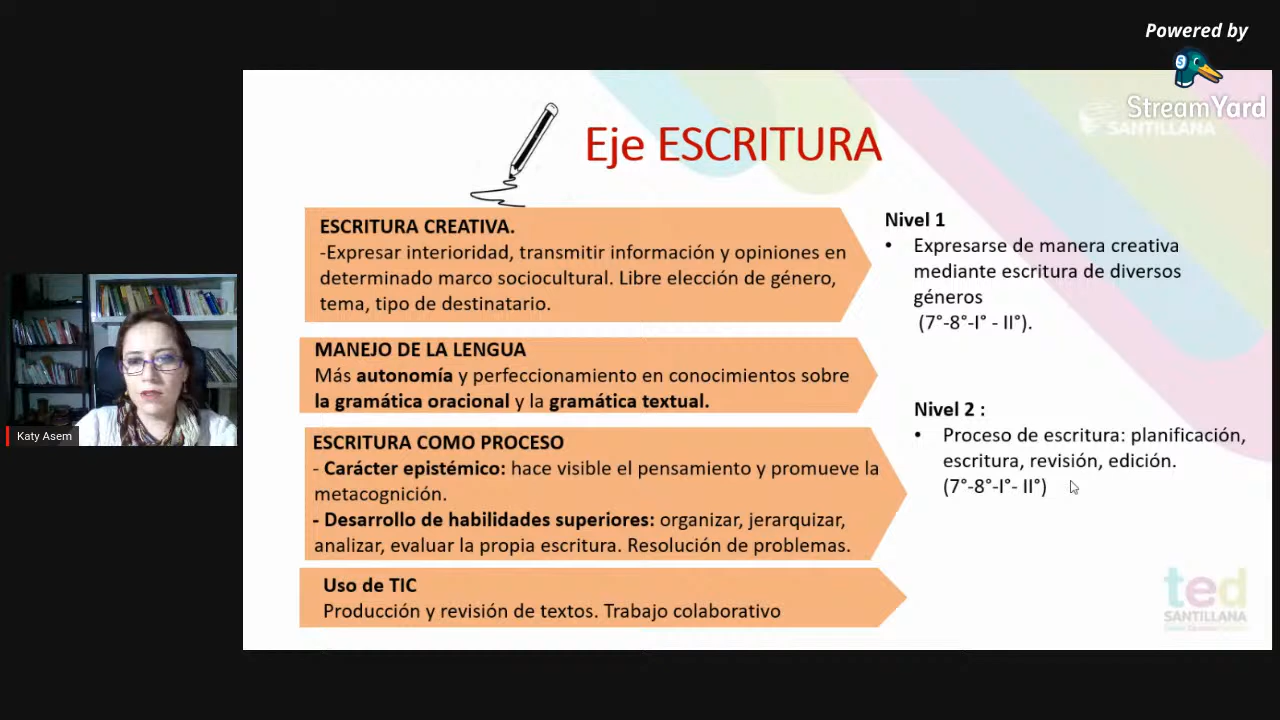 Powered by
StreamYard
SANTILLANA
Eje ESCRITURA
ESCRITURA CREATIVA.
-Expresar interioridad, transmitir información y opiniones en
determinado marco sociocultural. Libre elección de género,
tema, tipo de destinatario.
MANEJO DE LA LENGUA
Más autonomía y perfeccionamiento en conocimientos sobre
la gramática oracional y la gramática textual.
ESCRITURA COMO PROCESO
- Carácter epistémico: hace visible el pensamiento y promueve la
metacognición.
- Desarrollo de habilidades superiores: organizar, jerarquizar,
analizar, evaluar la propia escritura. Resolución de problemas.
Uso de TIC
Producción y revisión de textos. Trabajo colaborativo
Nivel 1
• Expresarse de manera creativa
mediante escritura de diversos
géneros
(7°-8°-I° - II°).
Nivel 2 :
• Proceso de escritura: planificación,
escritura, revisión, edición.
(7°-8°-I°- II°)
Katy Asem
ted
SANTILLANA